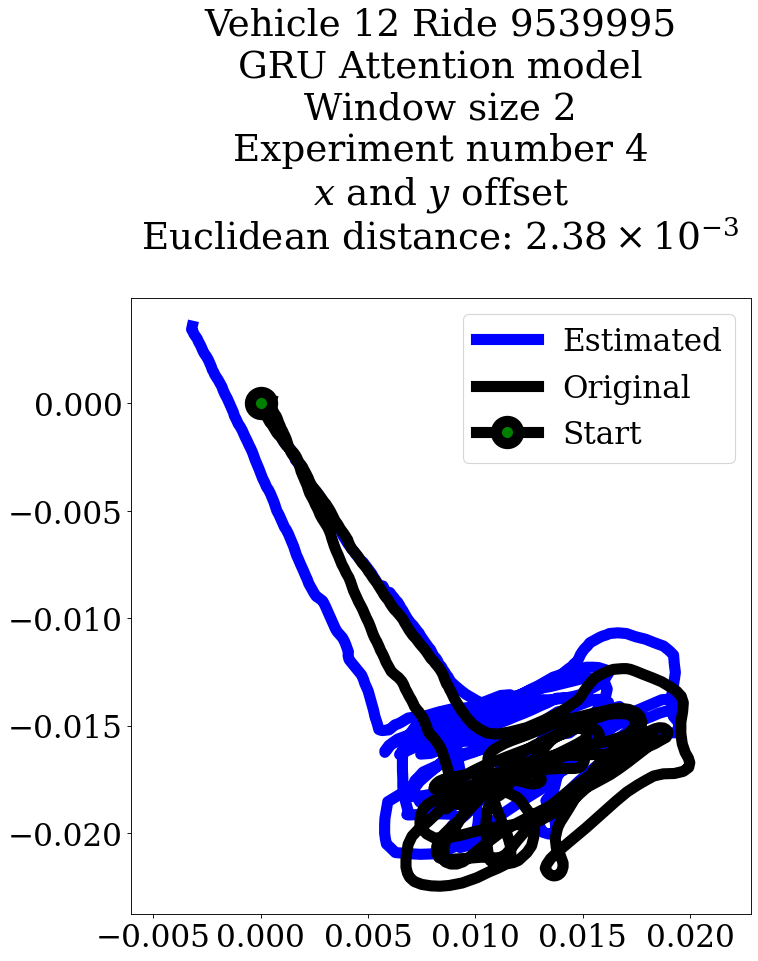 Vehicle 12 Ride 9539995
GRU Attention model
Window size 2
Experiment number 4
x and y offset
Euclidean distance: 2.38 × 10⁻³
Estimated
Original
Start
0.000
−0.005
−0.010
−0.015
−0.020
−0.005 0.000 0.005 0.010 0.015 0.020